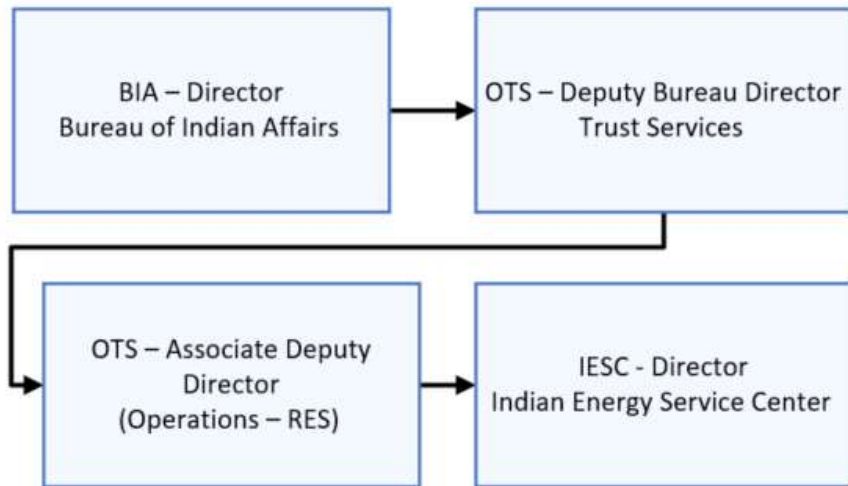 BIA – Director
Bureau of Indian Affairs
OTS – Deputy Bureau Director
Trust Services
OTS – Associate Deputy
Director
(Operations – RES)
IESC - Director
Indian Energy Service Center